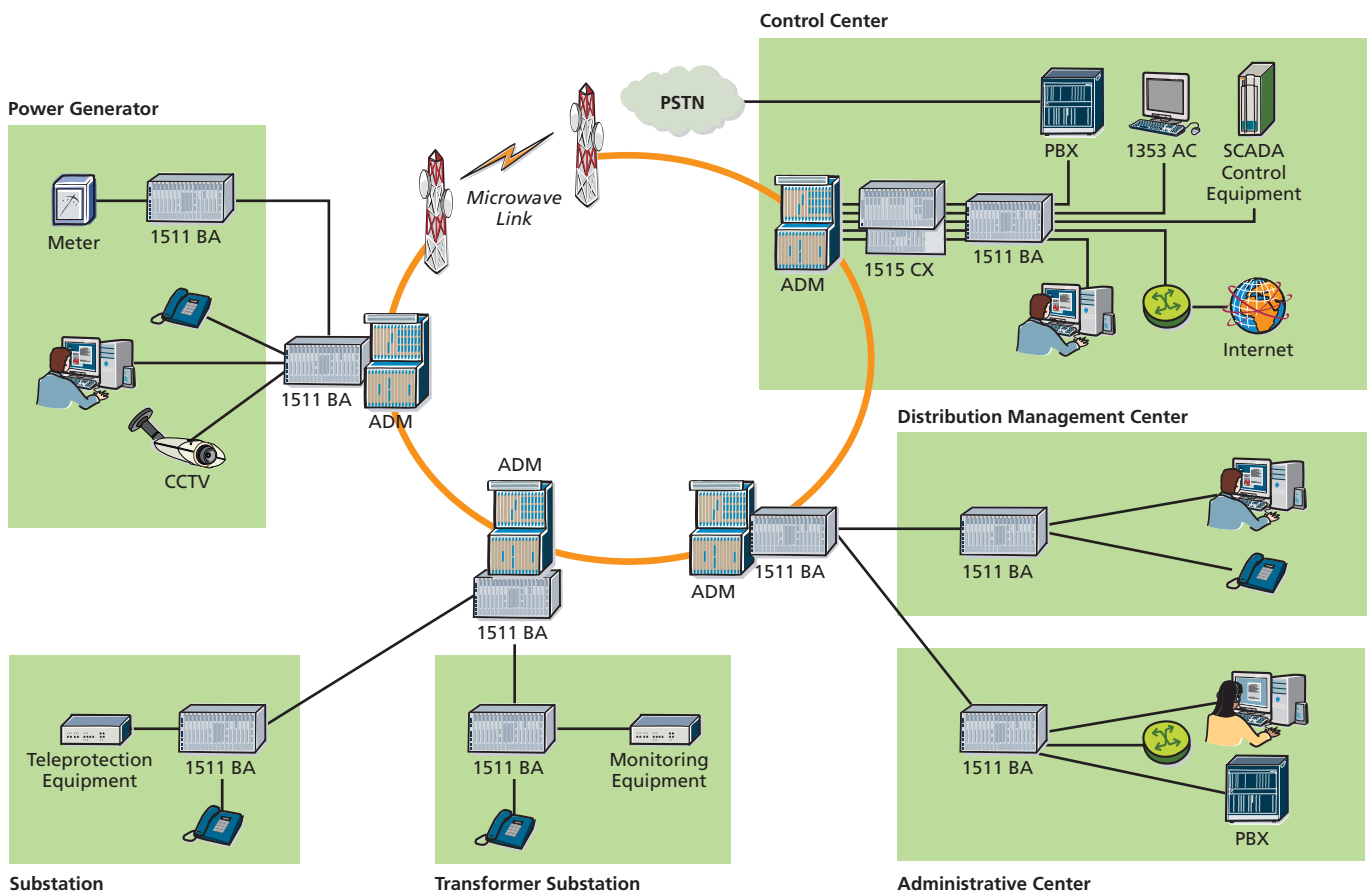 Control Center
PSTN
PBX
1353 AC
SCADA
Control
Equipment
ADM
1515 CX
1511 BA
Internet
Power Generator
Meter
1511 BA
Microwave
Link
1511 BA
ADM
CCTV
ADM
1511 BA
ADM
1511 BA
Distribution Management Center
1511 BA
Teleprotection
Equipment
1511 BA
Substation
1511 BA
Monitoring
Equipment
Transformer Substation
1511 BA
PBX
Administrative Center